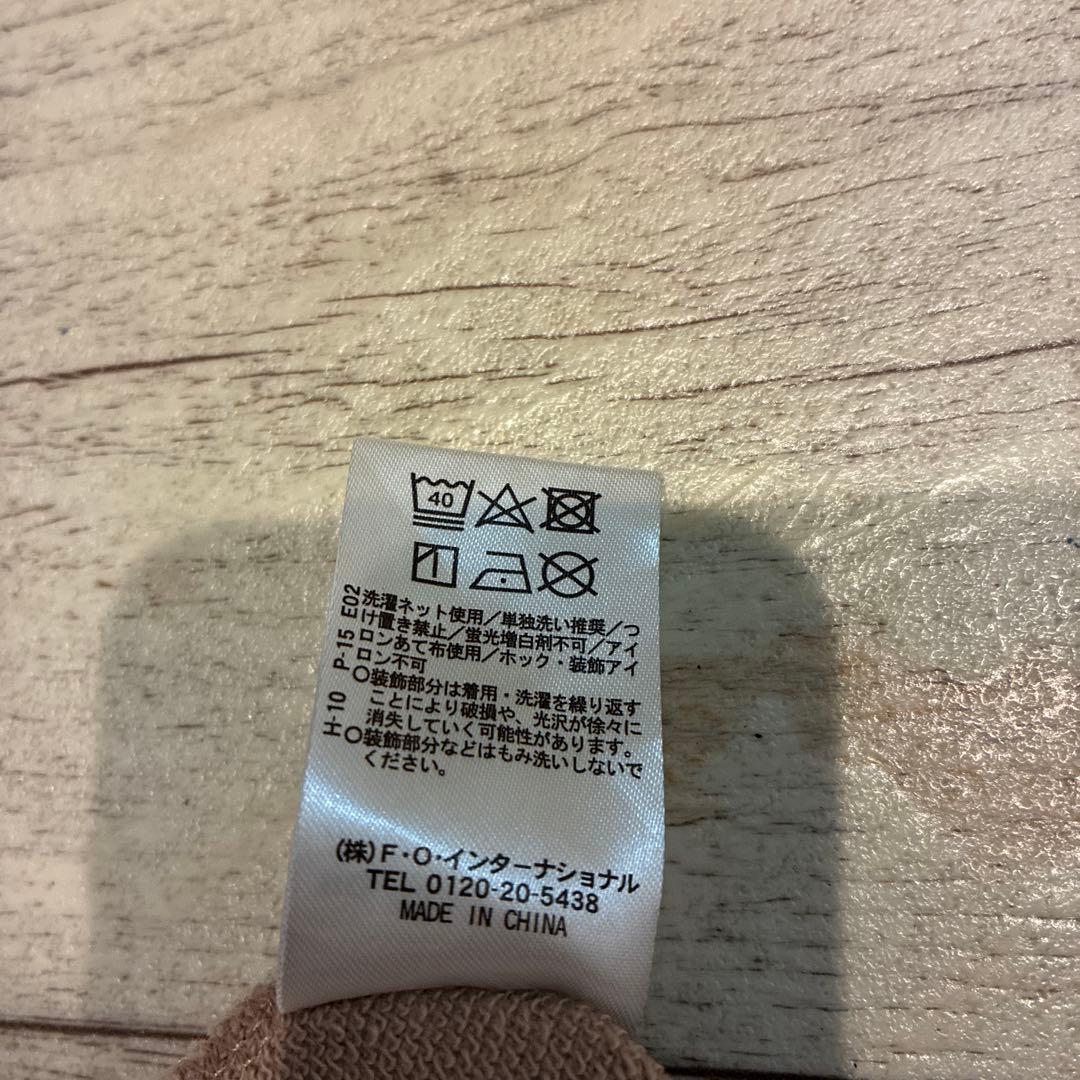 40
E02 洗濯ネット使用／単独洗い推奨／つ
け置き禁止／蛍光増白剤不可／アイ
P-15 ロンあて布使用／ホック・装飾アイ
ロン不可
○装飾部分は着用・洗濯を繰り返す
ことにより破損や、光沢が徐々に
H-10 消失していく可能性があります。
○装飾部分などはもみ洗いしないで
ください。
(株)F・O・インターナショナル
TEL 0120-20-5438
MADE IN CHINA